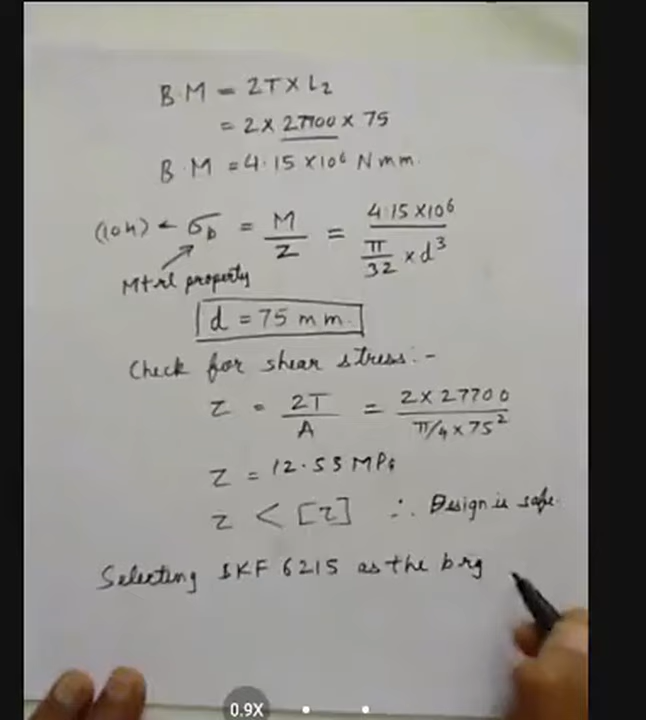 B.M = 2T X L2
= 2 X 27700 X 75
B.M = 4.15 X10⁶ N mm.
(104) ← σb = M/Z = 4.15 X10⁶ / (π/32 x d³)
Mtrl property
d = 75 mm.
Check for shear stress:-
τ = 2T/A = 2 X 27700 / (π/4 x 75²)
τ = 12.53 MPa
τ < [τ] ∴ Design is safe.
Selecting SKF 6215 as the brg
0.9X